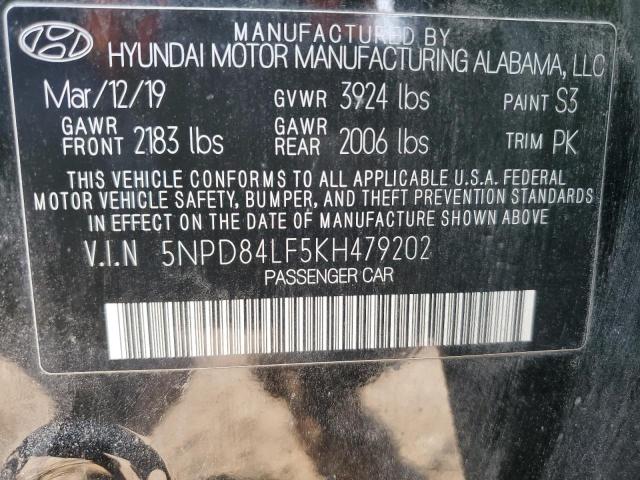 MANUFACTURED BY
HYUNDAI MOTOR MANUFACTURING ALABAMA, LLC
Mar/12/19 GVWR 3924 lbs PAINT S3
GAWR FRONT 2183 lbs GAWR REAR 2006 lbs TRIM PK
THIS VEHICLE CONFORMS TO ALL APPLICABLE U.S.A. FEDERAL
MOTOR VEHICLE SAFETY, BUMPER, AND THEFT PREVENTION STANDARDS
IN EFFECT ON THE DATE OF MANUFACTURE SHOWN ABOVE
V.I.N 5NPD84LF5KH479202
PASSENGER CAR